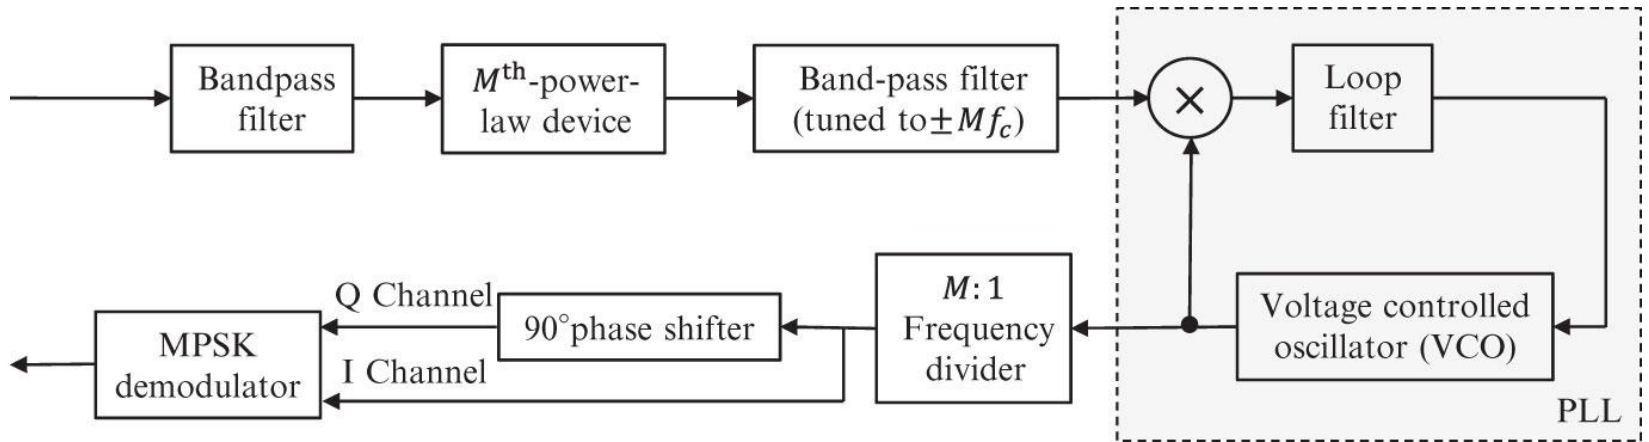 Bandpass
filter
Mᵗʰ-power-
law device
Band-pass filter
(tuned to ±Mf_c)
×
Loop
filter
Voltage controlled
oscillator (VCO)
PLL
M:1
Frequency
divider
90°phase shifter
Q Channel
I Channel
MPSK
demodulator